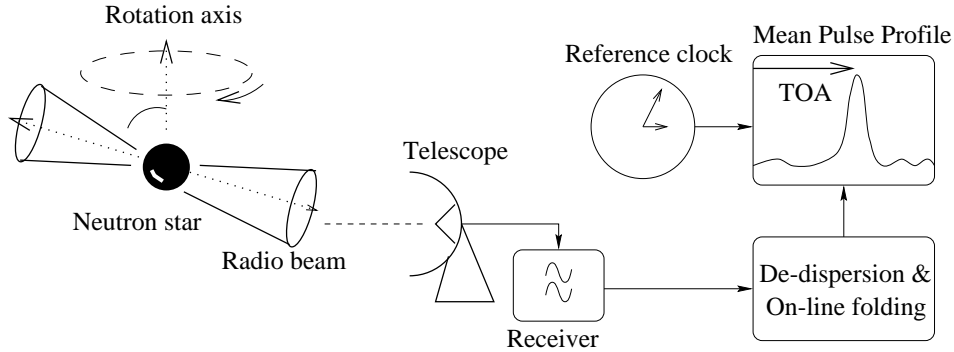 Rotation axis
Neutron star
Radio beam
Telescope
Receiver
Reference clock
Mean Pulse Profile
TOA
De-dispersion &
On-line folding